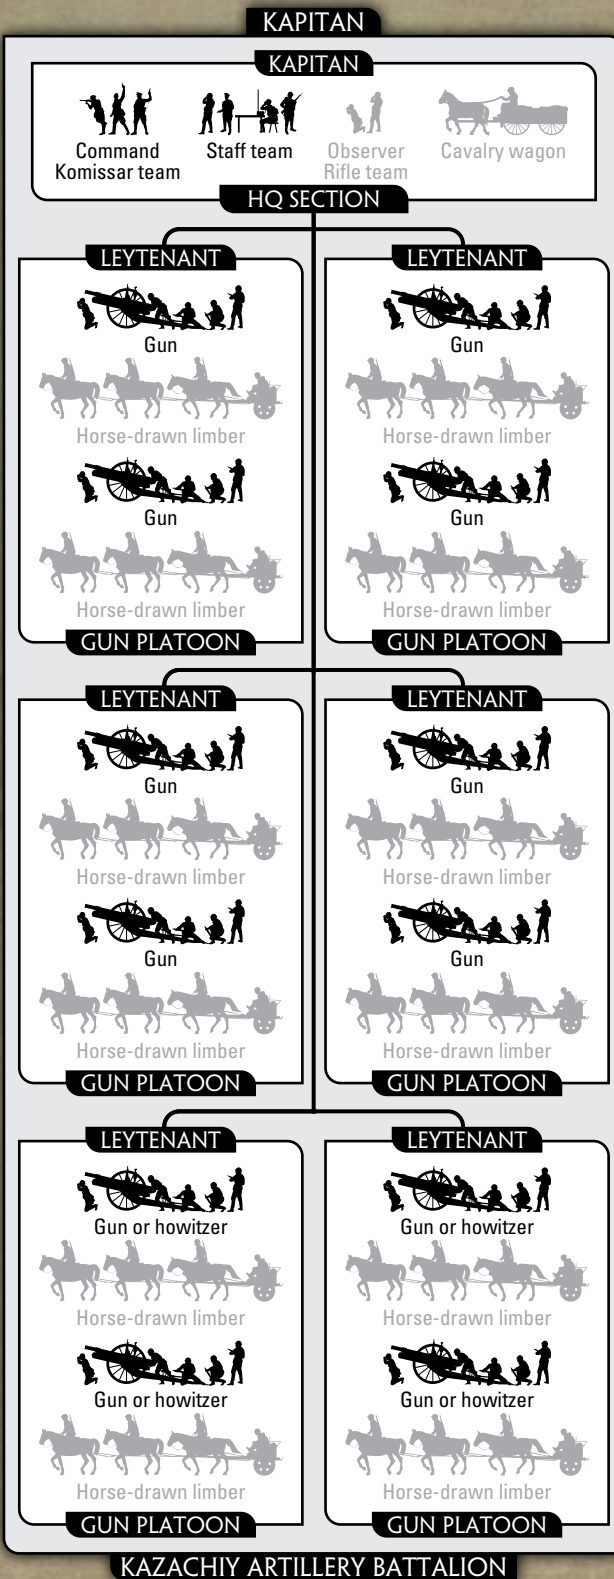 KAPITAN
KAPITAN
Command
Komissar team
Staff team
Observer
Rifle team
Cavalry wagon
HQ SECTION
LEYTENANT
Gun
Horse-drawn limber
Gun
Horse-drawn limber
GUN PLATOON
LEYTENANT
Gun
Horse-drawn limber
Gun
Horse-drawn limber
GUN PLATOON
LEYTENANT
Gun
Horse-drawn limber
Gun
Horse-drawn limber
GUN PLATOON
LEYTENANT
Gun
Horse-drawn limber
Gun
Horse-drawn limber
GUN PLATOON
LEYTENANT
Gun or howitzer
Horse-drawn limber
Gun or howitzer
Horse-drawn limber
GUN PLATOON
LEYTENANT
Gun or howitzer
Horse-drawn limber
Gun or howitzer
Horse-drawn limber
GUN PLATOON
KAZACHIY ARTILLERY BATTALION